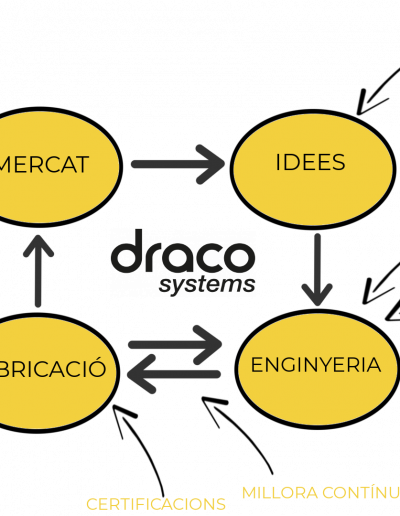 MERCAT
IDEES
draco
systems
BRICACIÓ
ENGINYERIA
MILLORA CONTÍNU
CERTIFICACIONS